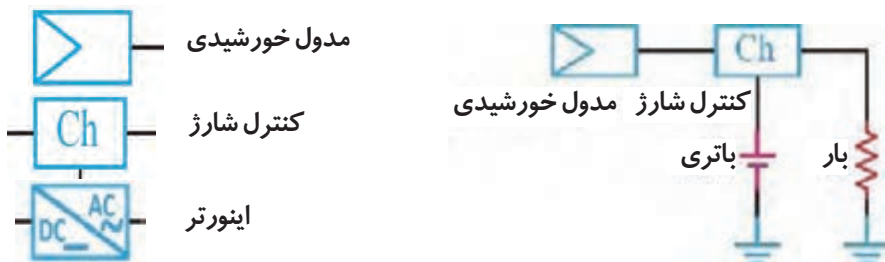 مدول خورشیدی
Ch
کنترل شارژ
Ch
کنترل شارژ مدول خورشیدی
باتری
بار
AC
DC
اینورتر